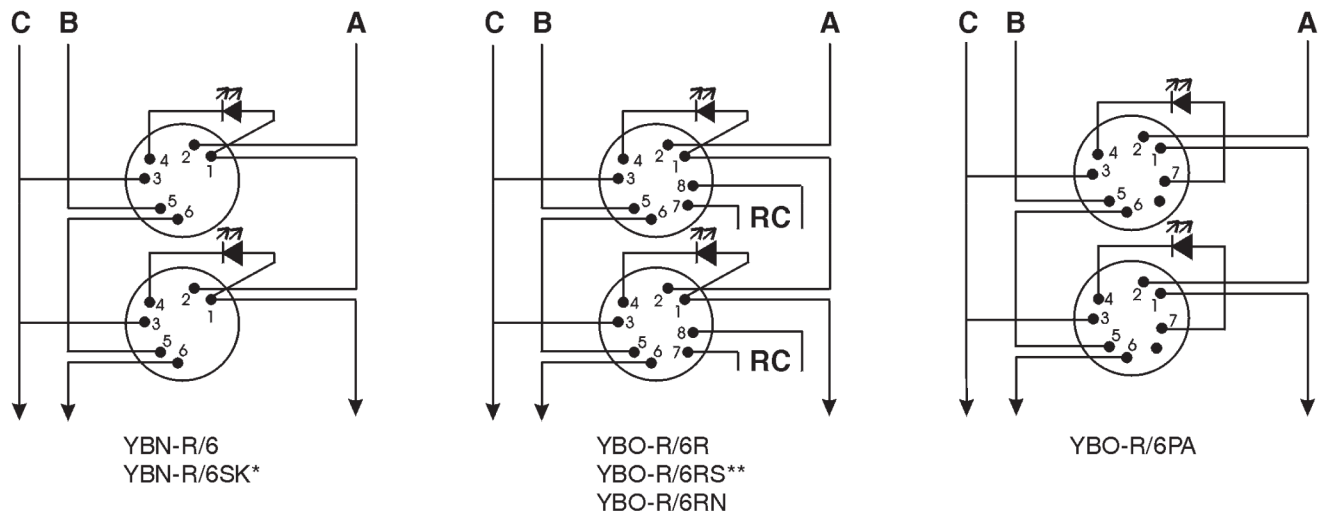 C B A
4 2 1
3
5
6
4 2 1
3
5
6
YBN-R/6
YBN-R/6SK*
C B A
4 2 1
3 8
5 7 RC
6
4 2 1
3 8
5 6 7 RC
YBO-R/6R
YBO-R/6RS**
YBO-R/6RN
C B A
4 2 1
3 7
5
6
4 2 1
3 7
5
6
YBO-R/6PA